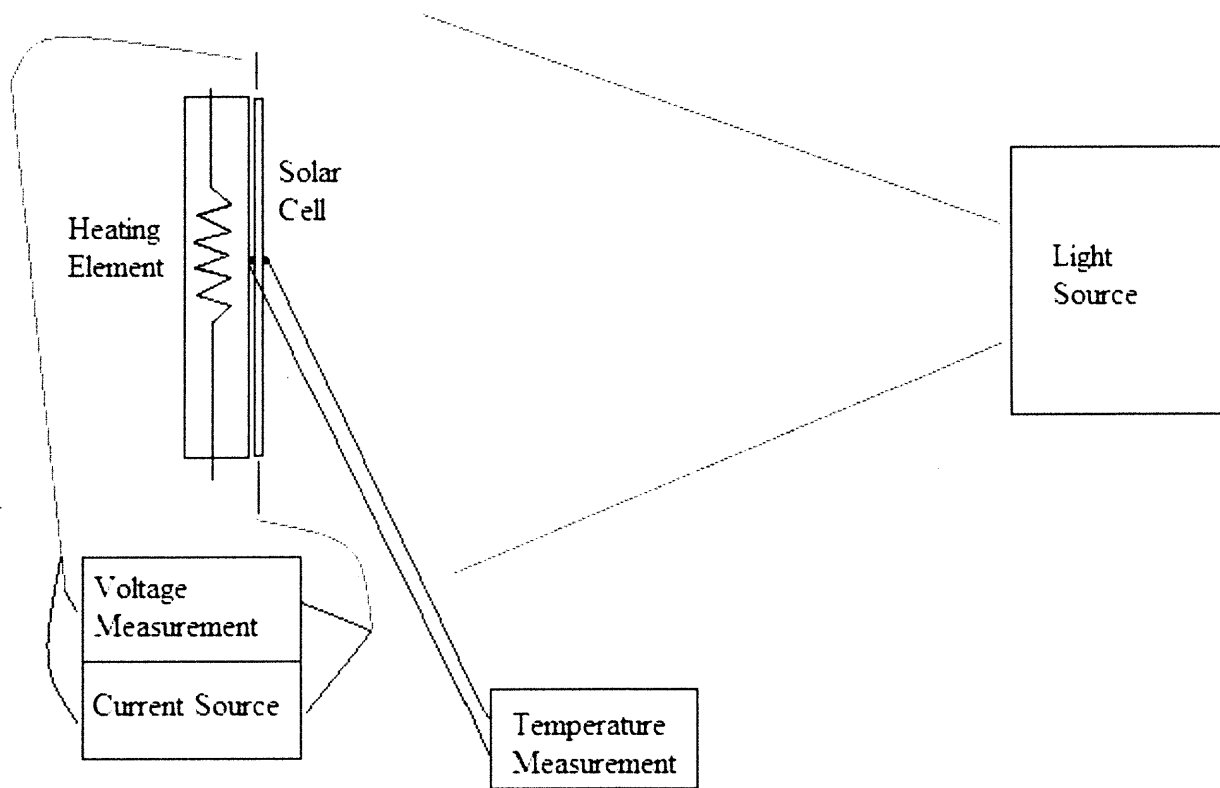 Solar
Cell
Heating
Element
Light
Source
Voltage
Measurement
Current Source
Temperature
Measurement